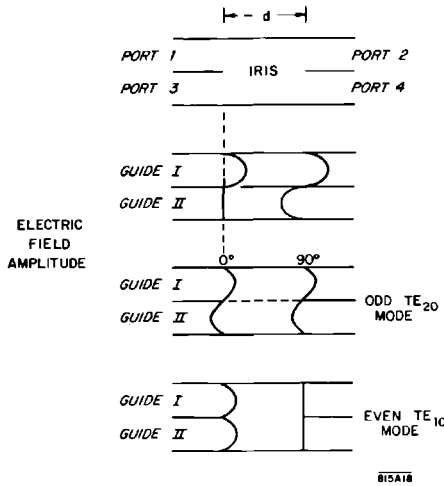 d
PORT 1 PORT 2
IRIS
PORT 3 PORT 4
GUIDE I
GUIDE II
ELECTRIC
FIELD
AMPLITUDE
0° 90°
GUIDE I
GUIDE II
ODD TE20
MODE
GUIDE I
GUIDE II
EVEN TE10
MODE
815A18